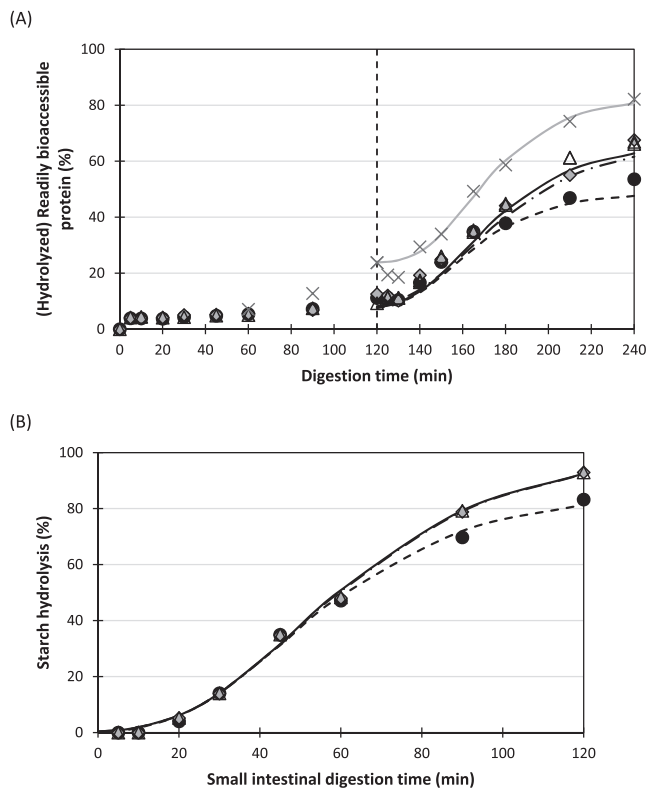 (A)
100
80
60
40
20
0
(Hydrolyzed) Readily bioaccessible
protein (%)
0 20 40 60 80 100 120 140 160 180 200 220 240
Digestion time (min)
(B)
100
80
60
40
20
0
Starch hydrolysis (%)
0 20 40 60 80 100 120
Small intestinal digestion time (min)